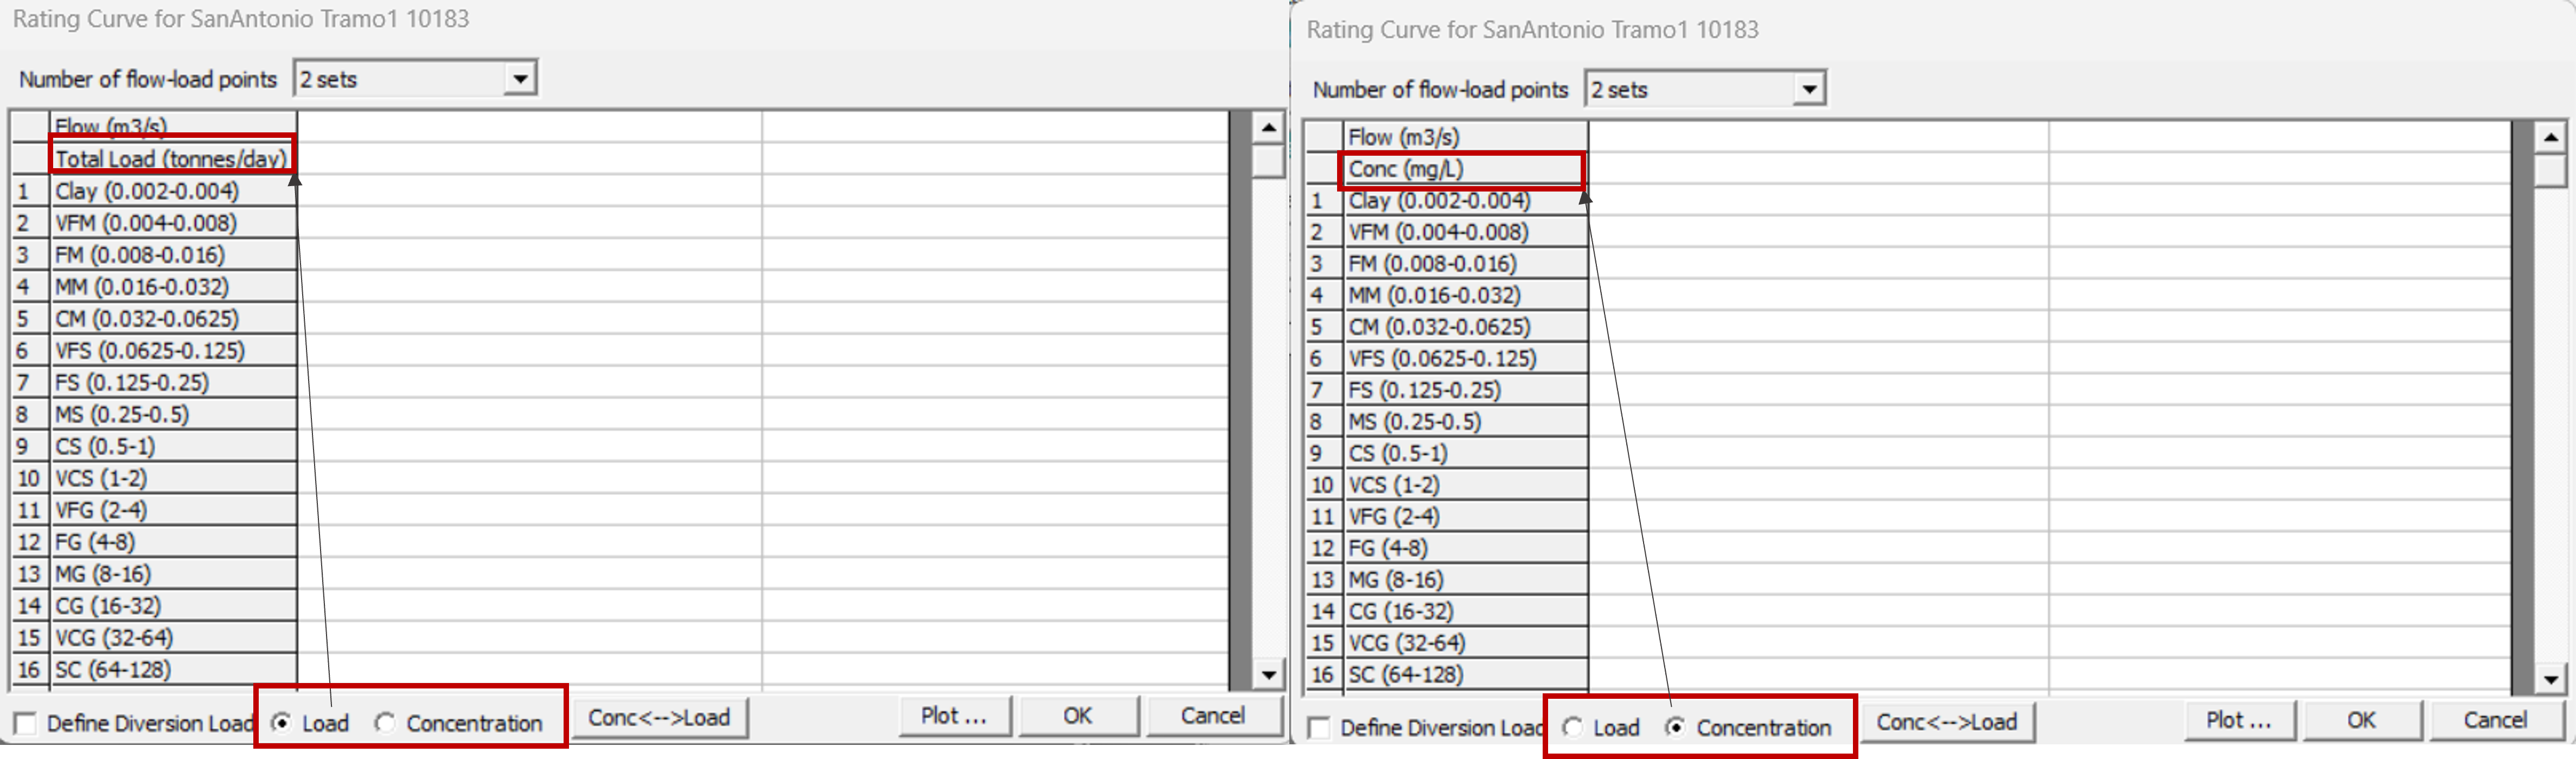 Rating Curve for SanAntonio Tramo1 10183
Number of flow-load points 2 sets
Flow (m3/s)
Total Load (tonnes/day)
1 Clay (0.002-0.004)
2 VFM (0.004-0.008)
3 FM (0.008-0.016)
4 MM (0.016-0.032)
5 CM (0.032-0.0625)
6 VFS (0.0625-0.125)
7 FS (0.125-0.25)
8 MS (0.25-0.5)
9 CS (0.5-1)
10 VCS (1-2)
11 VFG (2-4)
12 FG (4-8)
13 MG (8-16)
14 CG (16-32)
15 VCG (32-64)
16 SC (64-128)
Define Diversion Load Load Concentration Conc<-->Load Plot ... OK Cancel
Rating Curve for SanAntonio Tramo1 10183
Number of flow-load points 2 sets
Flow (m3/s)
Conc (mg/L)
1 Clay (0.002-0.004)
2 VFM (0.004-0.008)
3 FM (0.008-0.016)
4 MM (0.016-0.032)
5 CM (0.032-0.0625)
6 VFS (0.0625-0.125)
7 FS (0.125-0.25)
8 MS (0.25-0.5)
9 CS (0.5-1)
10 VCS (1-2)
11 VFG (2-4)
12 FG (4-8)
13 MG (8-16)
14 CG (16-32)
15 VCG (32-64)
16 SC (64-128)
Define Diversion Load Load Concentration Conc<-->Load Plot ... OK Cancel